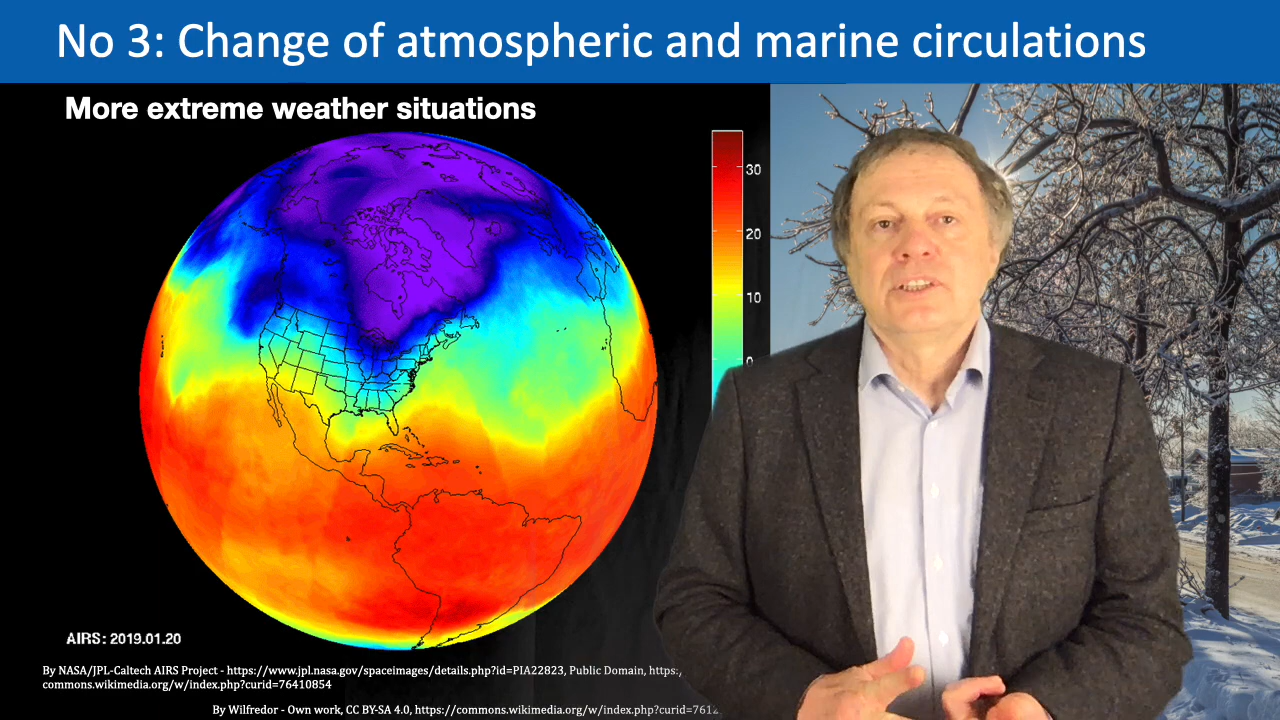 No 3: Change of atmospheric and marine circulations
More extreme weather situations
30
20
10
0
AIRS: 2019.01.20
By NASA/JPL-Caltech AIRS Project - https://www.jpl.nasa.gov/spaceimages/details.php?id=PIA22823, Public Domain, https:/
commons.wikimedia.org/w/index.php?curid=76410854
By Wilfredor - Own work, CC BY-SA 4.0, https://commons.wikimedia.org/w/index.php?curid=7612